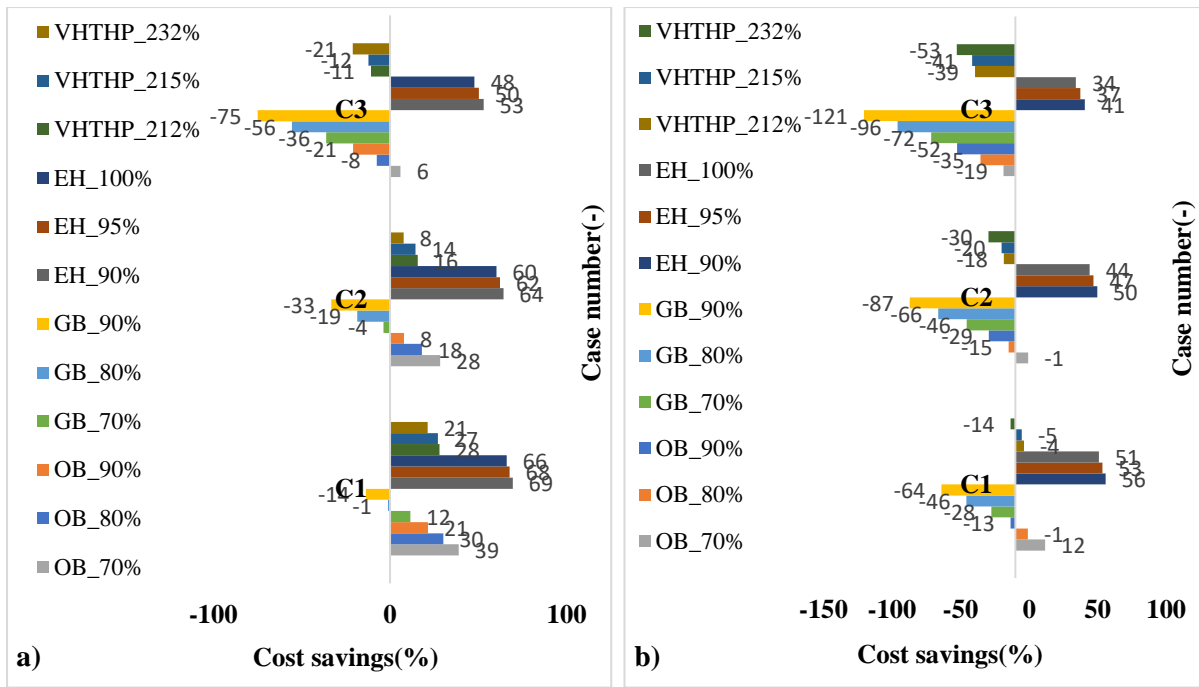 VHTHP_232%
VHTHP_215%
VHTHP_212%
EH_100%
EH_95%
EH_90%
GB_90%
GB_80%
GB_70%
OB_90%
OB_80%
OB_70%
-21
-12
-11
48
50
53
C3
-75
-56
-36
-21
-8
6
8
14
16
60
62
64
C2
-33
-19
-4
8
18
28
21
27
28
66
68
69
C1
-14
-1
12
21
30
39
Case number(-)
-100 0 100
Cost savings(%)
a)
VHTHP_232%
VHTHP_215%
VHTHP_212%
EH_100%
EH_95%
EH_90%
GB_90%
GB_80%
GB_70%
OB_90%
OB_80%
OB_70%
-53
-41
-39
34
37
41
C3
-121
-96
-72
-52
-35
-19
-30
-20
-18
44
47
50
C2
-87
-66
-46
-29
-15
-1
-14
-5
-4
51
53
56
C1
-64
-46
-28
-13
-1
12
Case number(-)
-150 -100 -50 0 50 100
Cost savings(%)
b)